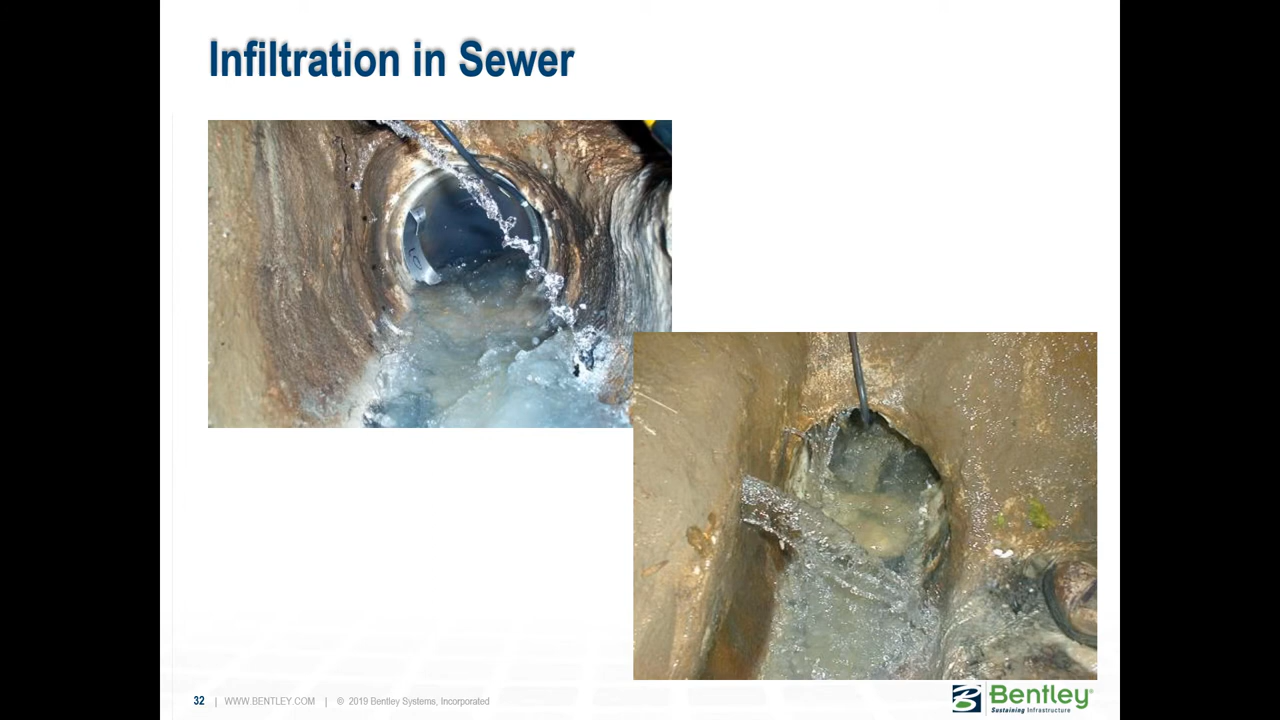 Infiltration in Sewer
32 | WWW.BENTLEY.COM | © 2019 Bentley Systems, Incorporated
Bentley®
Sustaining Infrastructure